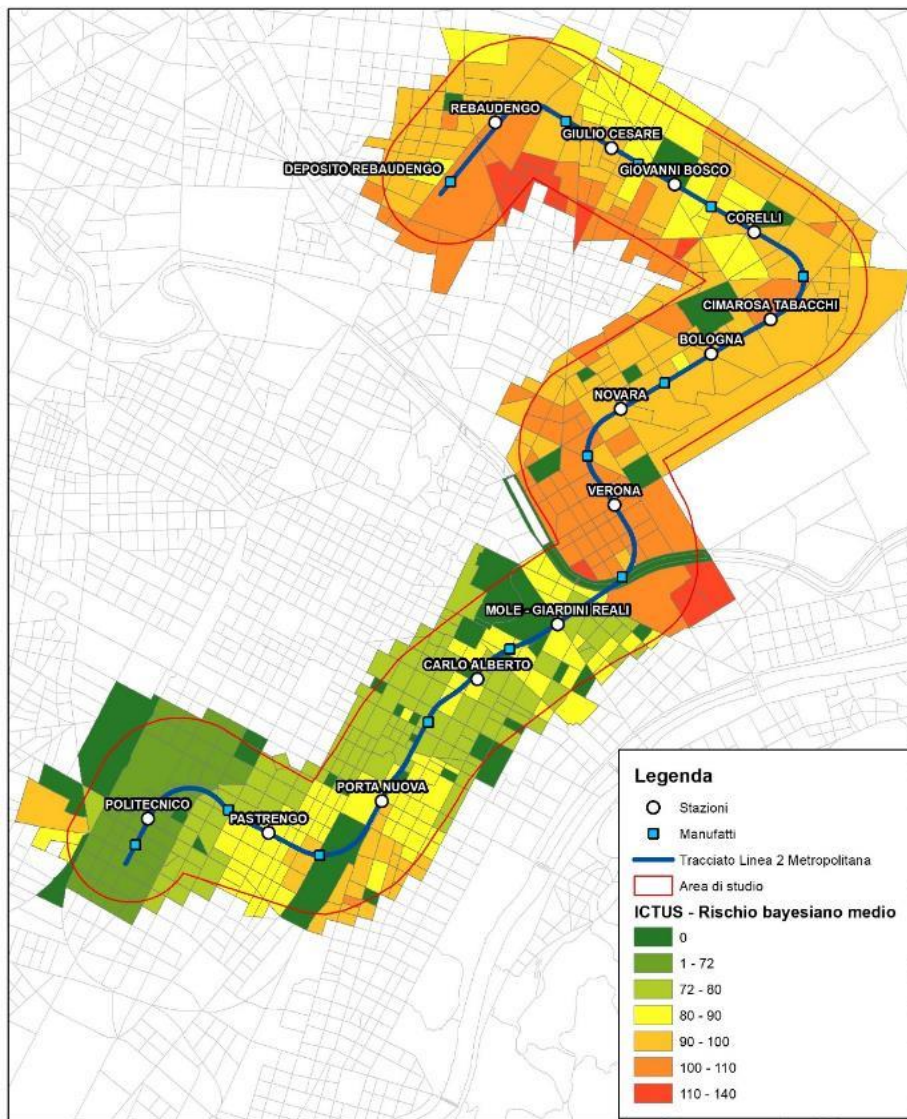 REBAUDENGO
GIULIO CESARE
DEPOSITO REBAUDENGO
GIOVANNI BOSCO
CORELLI
CIMAROSA TABACCHI
BOLOGNA
NOVARA
VERONA
MOLE - GIARDINI REALI
CARLO ALBERTO
PORTA NUOVA
POLITECNICO
PASTRENGO
Legenda
Stazioni
Manufatti
Tracciato Linea 2 Metropolitana
Area di studio
ICTUS - Rischio bayesiano medio
0
1 - 72
72 - 80
80 - 90
90 - 100
100 - 110
110 - 140